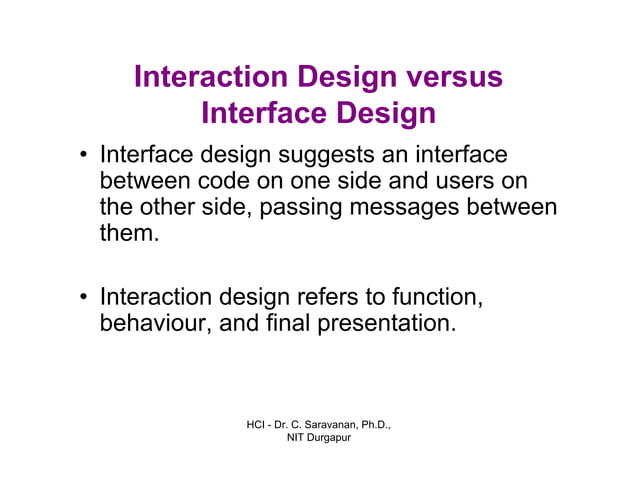 Interaction Design versus
Interface Design
• Interface design suggests an interface
between code on one side and users on
the other side, passing messages between
them.
• Interaction design refers to function,
behaviour, and final presentation.
HCI - Dr. C. Saravanan, Ph.D.,
NIT Durgapur